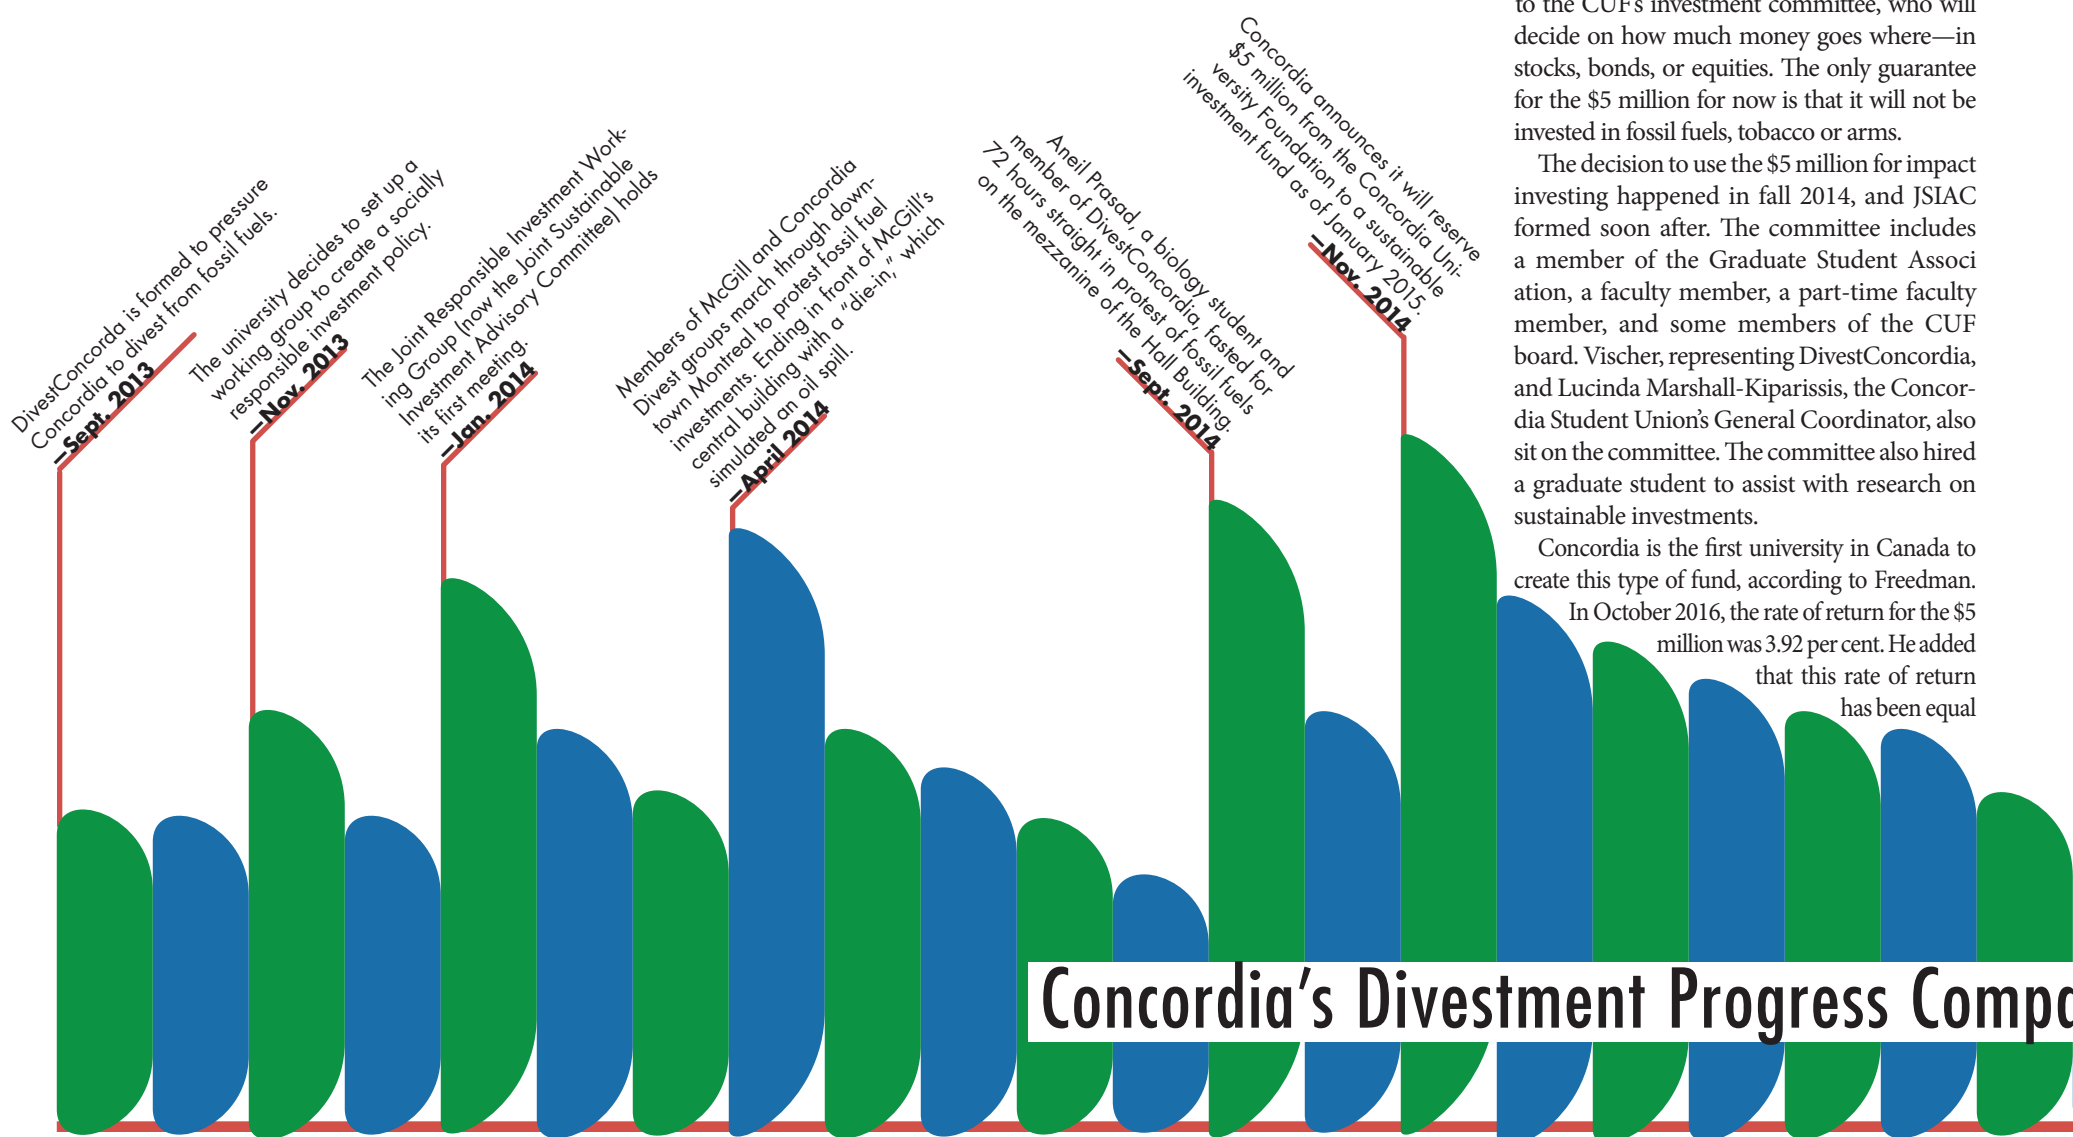 DivestConcorda is formed to pressure
Concordia to divest from fossil fuels.
—Sept. 2013
The university decides to set up a
working group to create a socially
responsible investment policy.
—Nov. 2013
The Joint Responsible Investment Work-
ing Group (now the Joint Sustainable
Investment Advisory Committee) holds
its first meeting.
—Jan. 2014
Members of McGill and Concordia
Divest groups march through down-
town Montreal to protest fossil fuel
investments. Ending in front of McGill's
central building with a “die-in,” which
simulated an oil spill.
—April 2014
Aneil Prasad, a biology student and
member of DivestConcordia, fasted for
72 hours straight in protest of fossil fuels
on the mezzanine of the Hall Building.
—Sept. 2014
Concordia announces it will reserve
$5 million from the Concordia Uni-
versity Foundation to a sustainable
investment fund as of January 2015.
—Nov. 2014
to the CUF's investment committee, who will
decide on how much money goes where—in
stocks, bonds, or equities. The only guarantee
for the $5 million for now is that it will not be
invested in fossil fuels, tobacco or arms.
The decision to use the $5 million for impact
investing happened in fall 2014, and JSIAC
formed soon after. The committee includes
a member of the Graduate Student Associ
ation, a faculty member, a part-time faculty
member, and some members of the CUF
board. Vischer, representing DivestConcordia,
and Lucinda Marshall-Kiparissis, the Concor-
dia Student Union's General Coordinator, also
sit on the committee. The committee also hired
a graduate student to assist with research on
sustainable investments.
Concordia is the first university in Canada to
create this type of fund, according to Freedman.
In October 2016, the rate of return for the $5
million was 3.92 per cent. He added
that this rate of return
has been equal
Concordia's Divestment Progress Compa